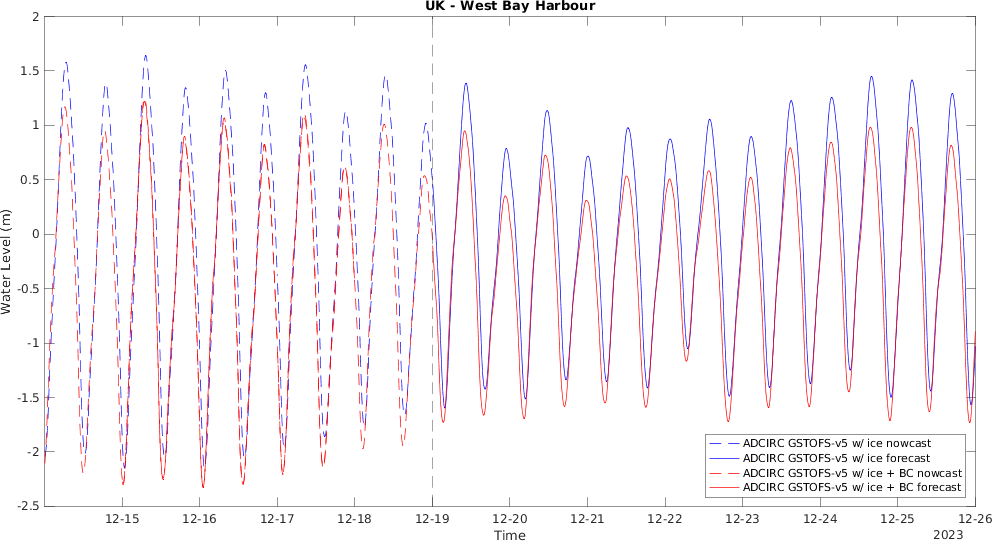 UK - West Bay Harbour
2
1.5
1
0.5
0
-0.5
-1
-1.5
-2
-2.5
Water Level (m)
ADCIRC GSTOFS-v5 w/ ice nowcast
ADCIRC GSTOFS-v5 w/ ice forecast
ADCIRC GSTOFS-v5 w/ ice + BC nowcast
ADCIRC GSTOFS-v5 w/ ice + BC forecast
12-15 12-16 12-17 12-18 12-19 12-20 12-21 12-22 12-23 12-24 12-25 12-26
Time
2023